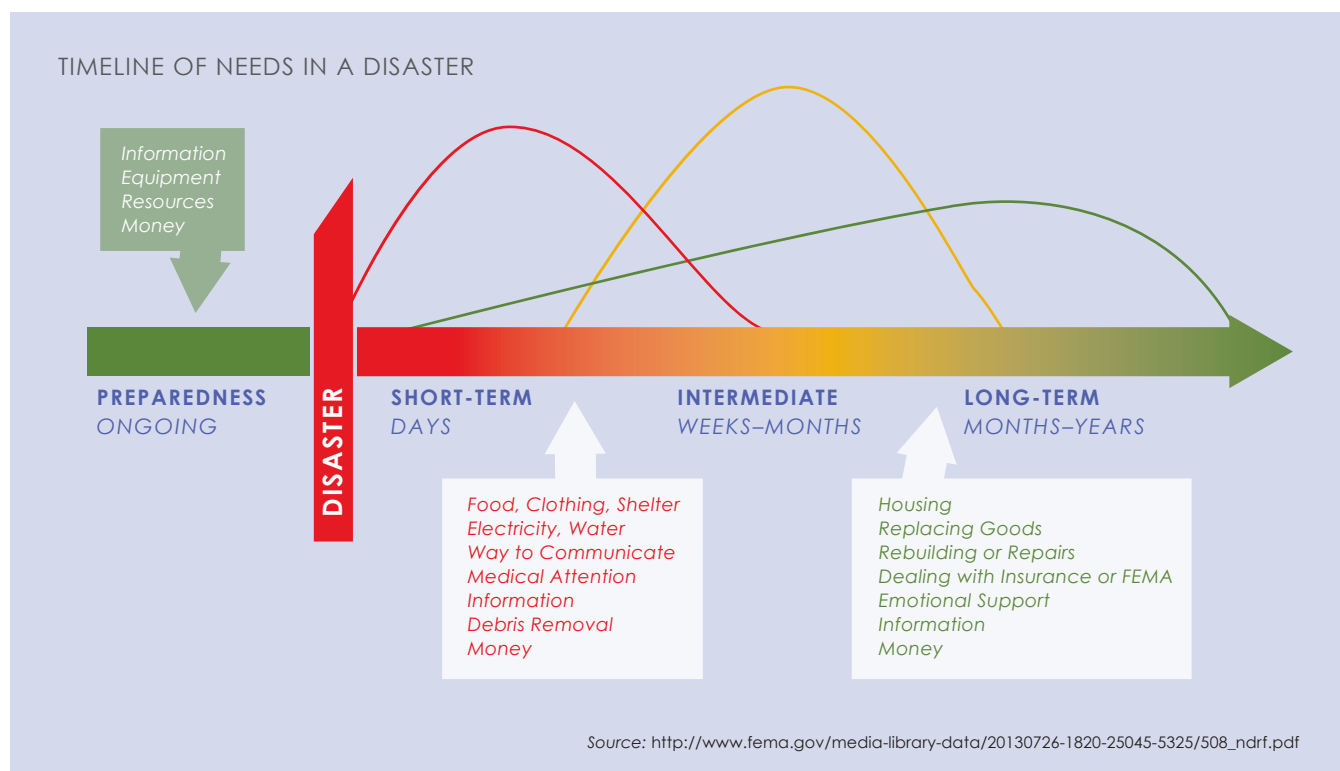 TIMELINE OF NEEDS IN A DISASTER
Information
Equipment
Resources
Money
DISASTER
PREPAREDNESS
ONGOING
SHORT-TERM
DAYS
INTERMEDIATE
WEEKS–MONTHS
LONG-TERM
MONTHS–YEARS
Food, Clothing, Shelter
Electricity, Water
Way to Communicate
Medical Attention
Information
Debris Removal
Money
Housing
Replacing Goods
Rebuilding or Repairs
Dealing with Insurance or FEMA
Emotional Support
Information
Money
Source: http://www.fema.gov/media-library-data/20130726-1820-25045-5325/508_ndrf.pdf